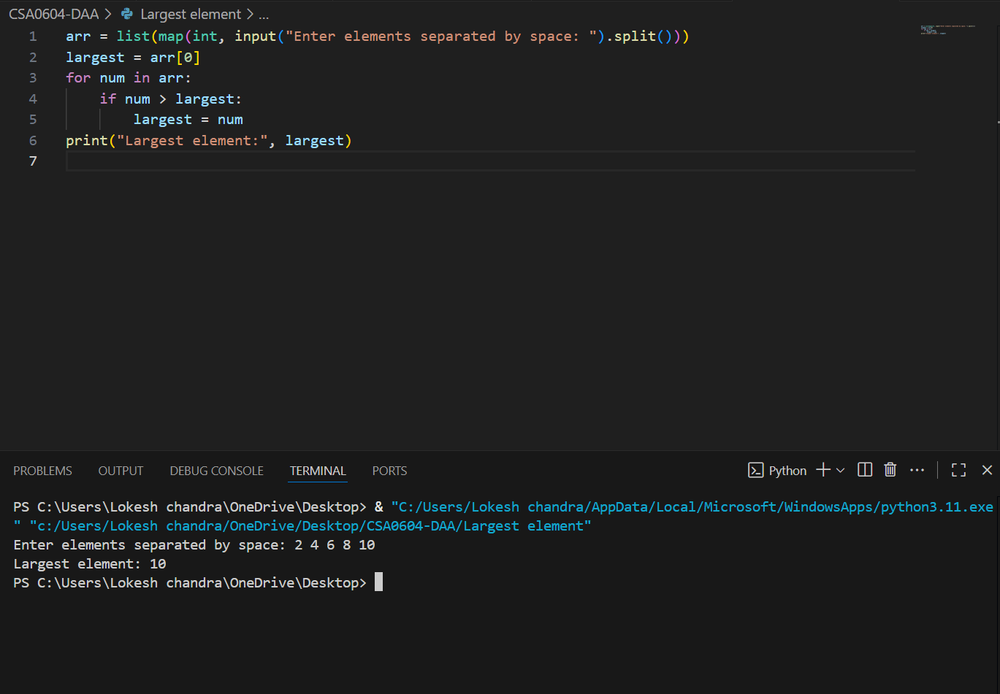 CSA0604-DAA > Largest element > ...
1 arr = list(map(int, input("Enter elements separated by space: ").split()))
2 largest = arr[0]
3 for num in arr:
4     if num > largest:
5         largest = num
6 print("Largest element:", largest)
7
PROBLEMS OUTPUT DEBUG CONSOLE TERMINAL PORTS Python
PS C:\Users\Lokesh chandra\OneDrive\Desktop> & "C:/Users/Lokesh chandra/AppData/Local/Microsoft/WindowsApps/python3.11.exe
" "c:/Users/Lokesh chandra/OneDrive/Desktop/CSA0604-DAA/Largest element"
Enter elements separated by space: 2 4 6 8 10
Largest element: 10
PS C:\Users\Lokesh chandra\OneDrive\Desktop>